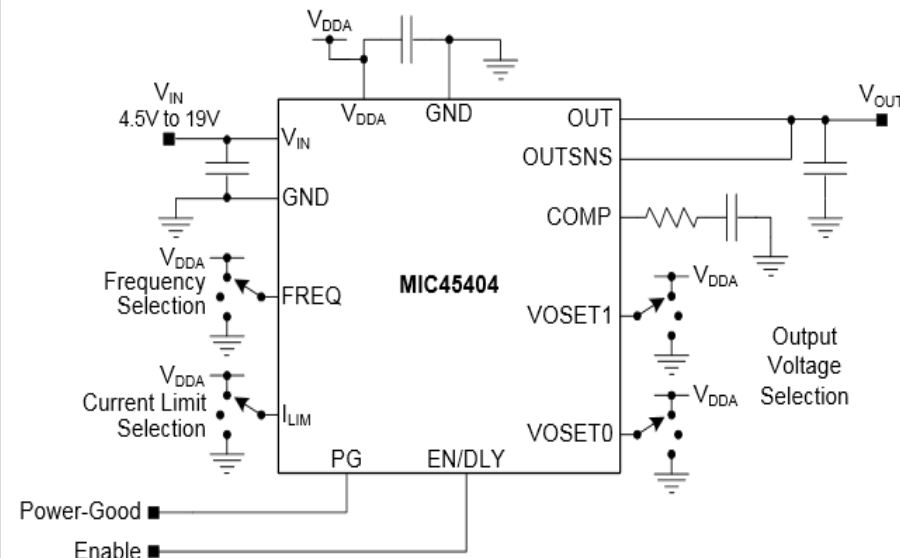 VDDA
VIN
4.5V to 19V
VDDA
GND
OUT
VOUT
VIN
OUTSNS
GND
COMP
VDDA
Frequency
Selection
FREQ
MIC45404
VDDA
VOSET1
Output
Voltage
Selection
VDDA
Current Limit
Selection
ILIM
VDDA
VOSET0
PG
EN/DLY
Power-Good
Enable